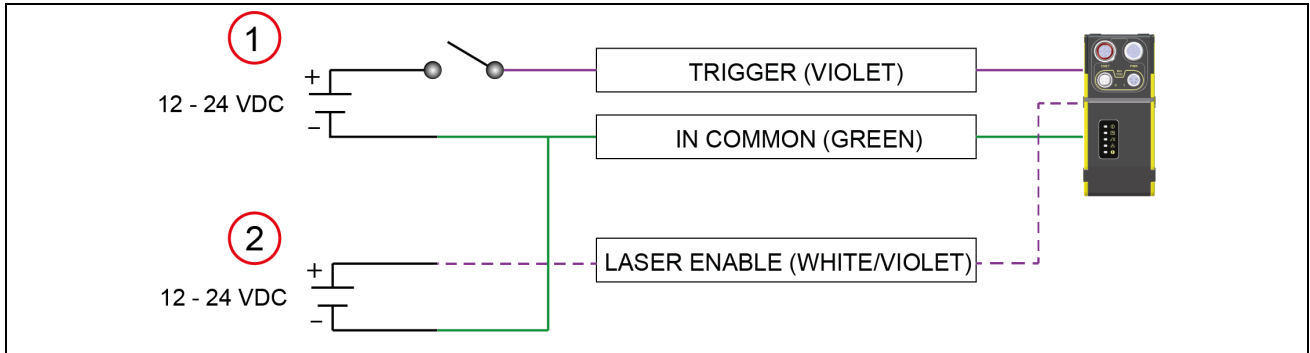 1
+
TRIGGER (VIOLET)
12 - 24 VDC
–
IN COMMON (GREEN)
2
+
LASER ENABLE (WHITE/VIOLET)
12 - 24 VDC
–